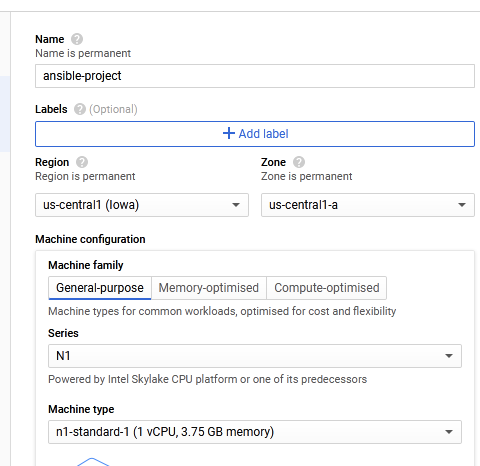 Name
Name is permanent
ansible-project
Labels (Optional)
Add label
Region Zone
Region is permanent Zone is permanent
us-central1 (Iowa) us-central1-a
Machine configuration
Machine family
General-purpose Memory-optimised Compute-optimised
Machine types for common workloads, optimised for cost and flexibility
Series
N1
Powered by Intel Skylake CPU platform or one of its predecessors
Machine type
n1-standard-1 (1 vCPU, 3.75 GB memory)